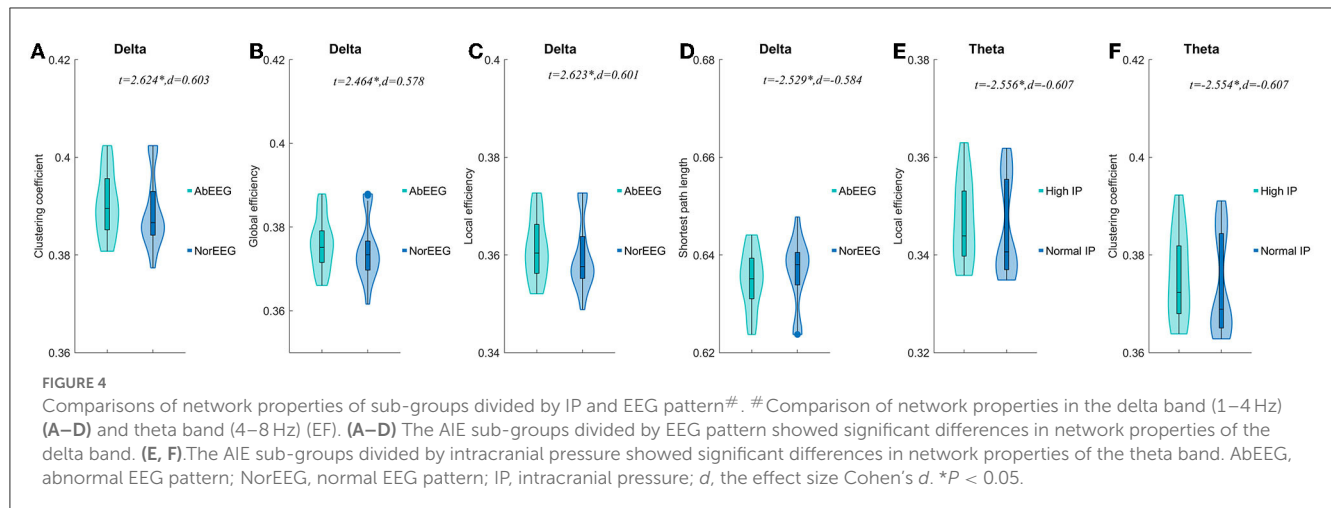 A
Delta
t=2.624*,d=0.603
0.42
0.4
0.38
0.36
Clustering coefficient
AbEEG
NorEEG
B
Delta
t=2.464*,d=0.578
0.42
0.4
0.38
0.36
Global efficiency
AbEEG
NorEEG
C
Delta
t=2.623*,d=0.601
0.4
0.38
0.36
0.34
Local efficiency
AbEEG
NorEEG
D
Delta
t=-2.529*,d=-0.584
0.68
0.66
0.64
0.62
Shortest path length
AbEEG
NorEEG
E
Theta
t=-2.556*,d=-0.607
0.38
0.36
0.34
0.32
Local efficiency
High IP
Normal IP
F
Theta
t=-2.554*,d=-0.607
0.42
0.4
0.38
0.36
Clustering coefficient
High IP
Normal IP
FIGURE 4
Comparisons of network properties of sub-groups divided by IP and EEG pattern#. #Comparison of network properties in the delta band (1–4 Hz)
(A–D) and theta band (4–8 Hz) (EF). (A–D) The AIE sub-groups divided by EEG pattern showed significant differences in network properties of the
delta band. (E, F).The AIE sub-groups divided by intracranial pressure showed significant differences in network properties of the theta band. AbEEG,
abnormal EEG pattern; NorEEG, normal EEG pattern; IP, intracranial pressure; d, the effect size Cohen's d. *P < 0.05.